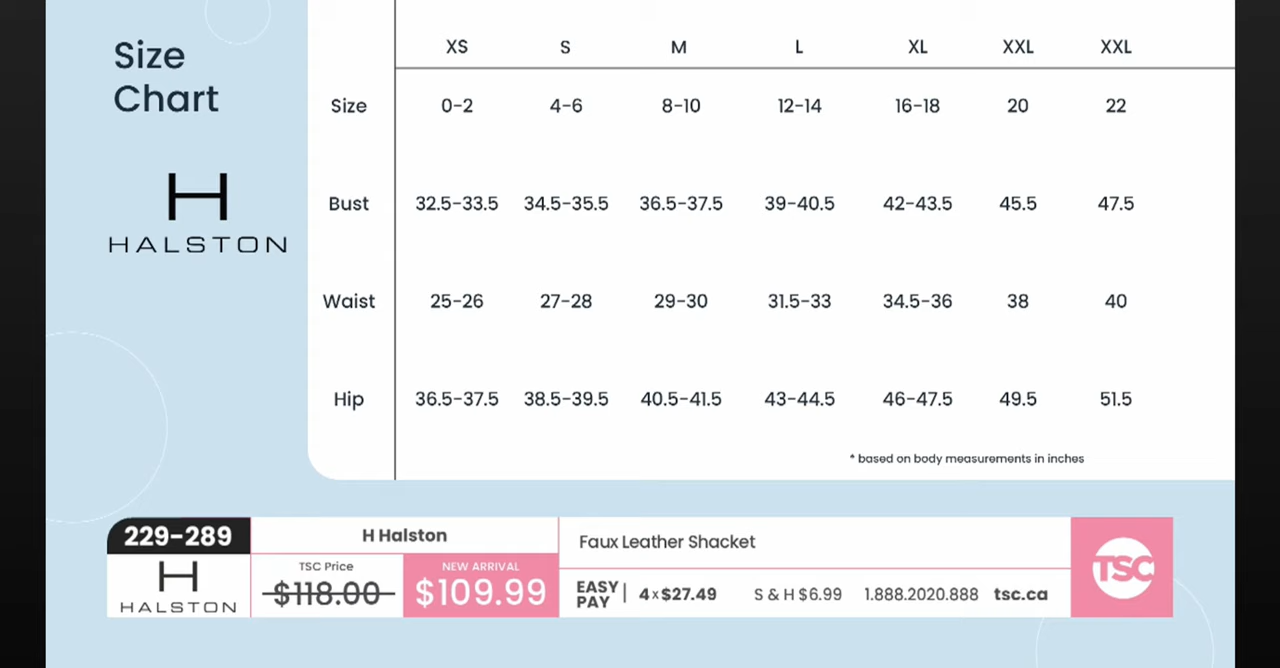 Size
Chart
H
HALSTON
XS S M L XL XXL XXL
Size 0-2 4-6 8-10 12-14 16-18 20 22
Bust 32.5-33.5 34.5-35.5 36.5-37.5 39-40.5 42-43.5 45.5 47.5
Waist 25-26 27-28 29-30 31.5-33 34.5-36 38 40
Hip 36.5-37.5 38.5-39.5 40.5-41.5 43-44.5 46-47.5 49.5 51.5
* based on body measurements in inches
229-289
H
HALSTON
H Halston
TSC Price
$118.00
NEW ARRIVAL
$109.99
Faux Leather Shacket
EASY
PAY
4x$27.49 S & H $6.99 1.888.2020.888 tsc.ca
TSC